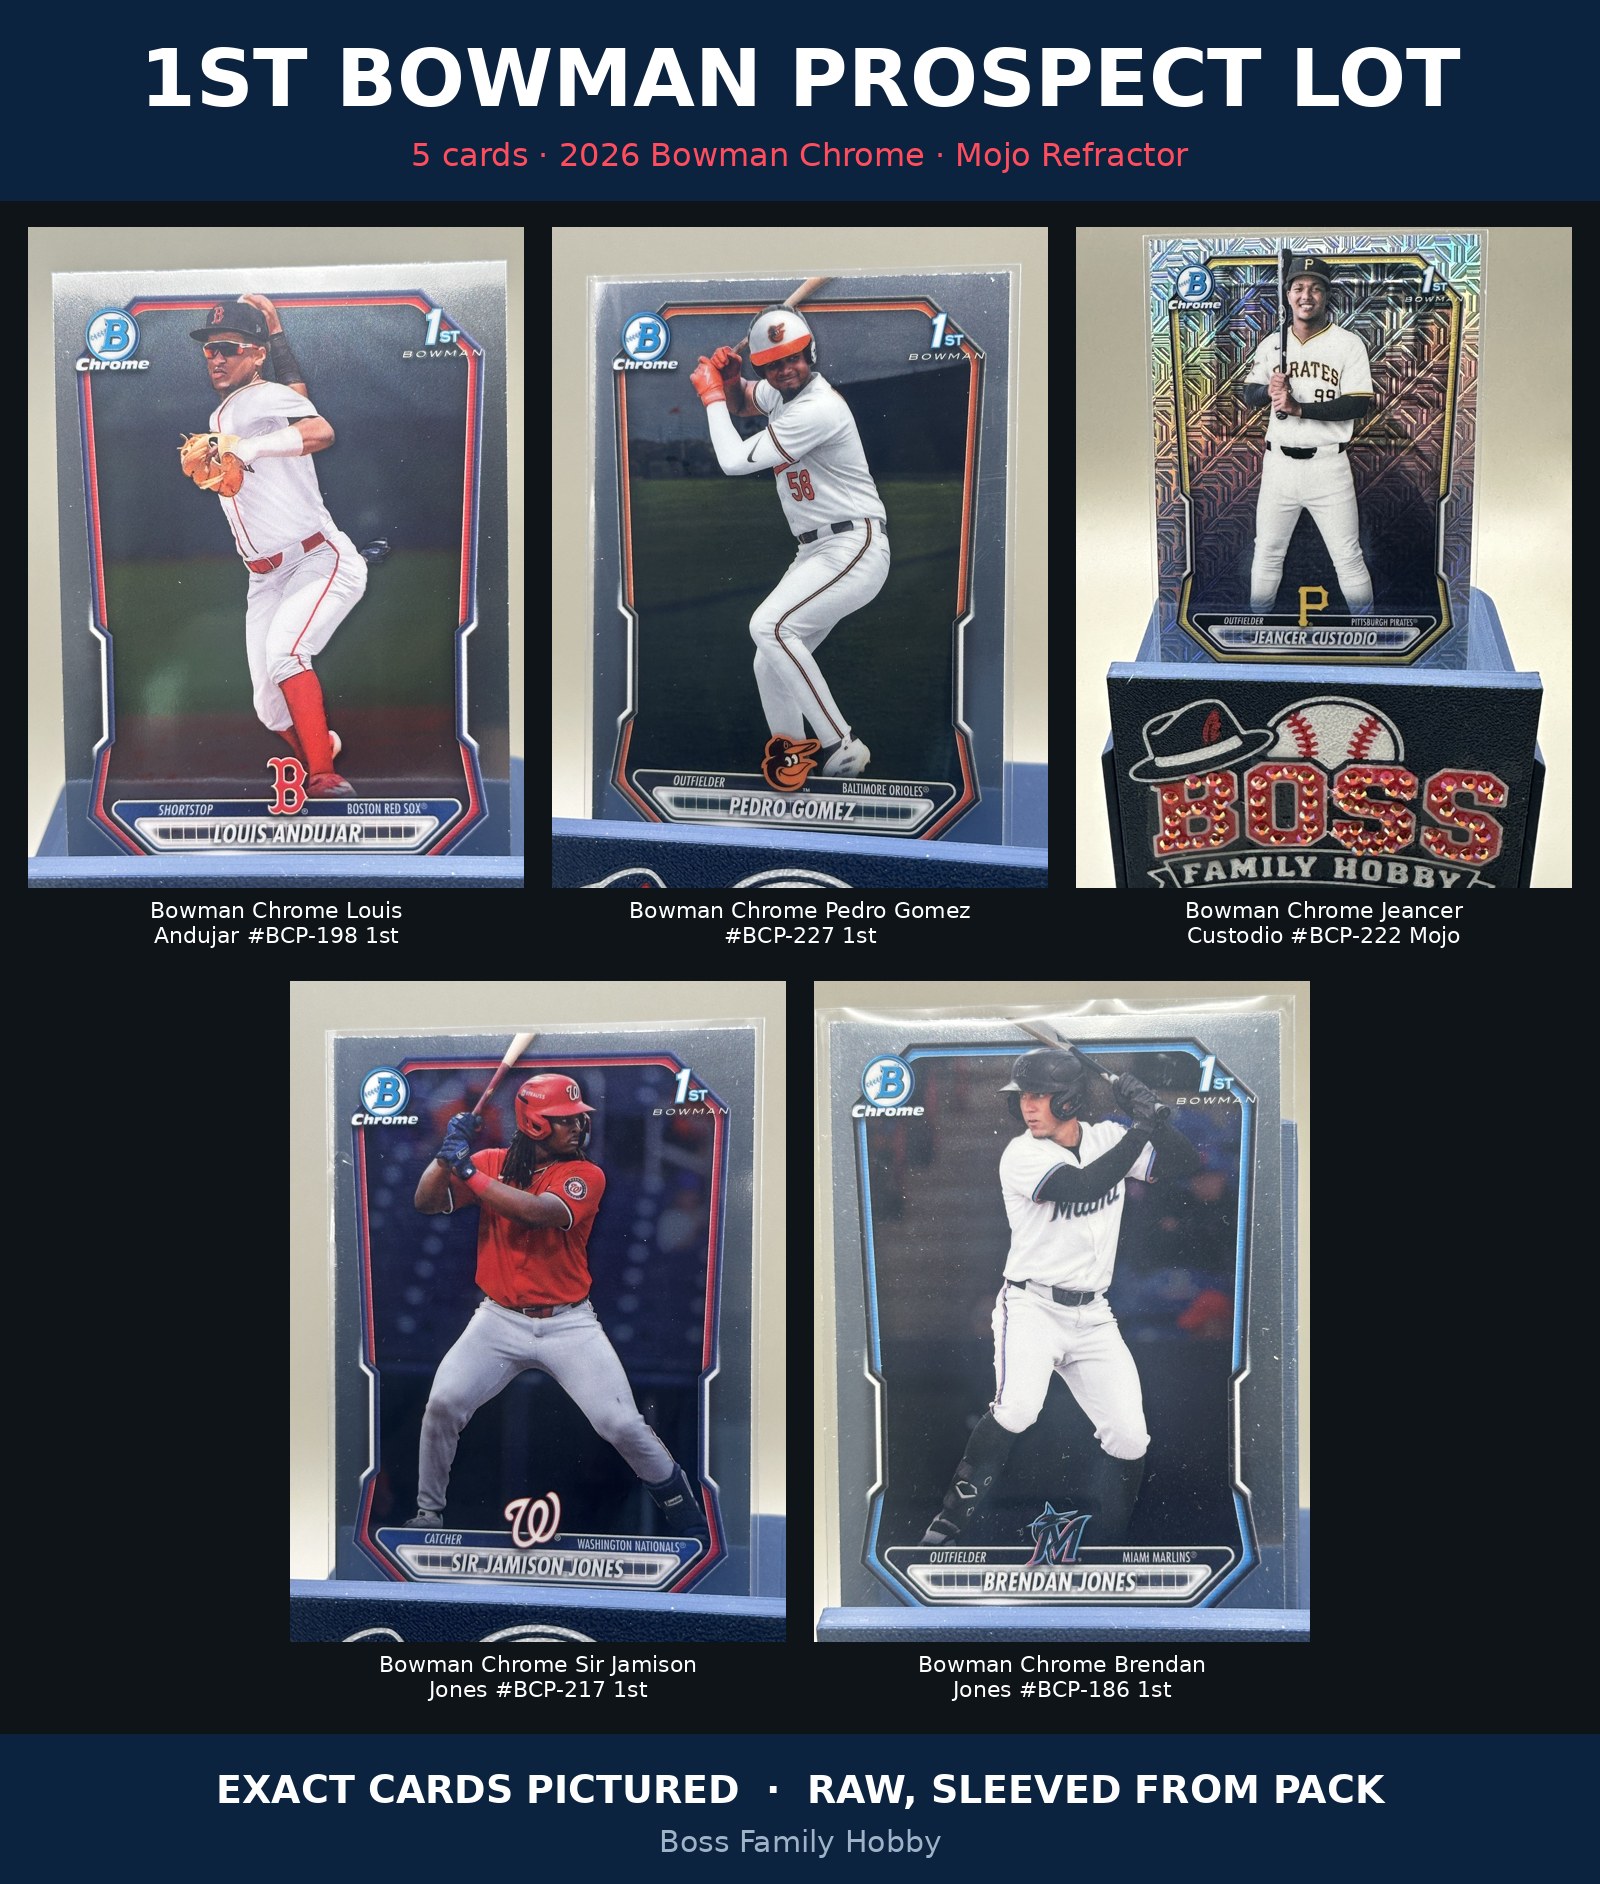 1ST BOWMAN PROSPECT LOT
5 cards · 2026 Bowman Chrome · Mojo Refractor
B
Chrome
1ST
BOWMAN
B
SHORTSTOP
BOSTON RED SOX®
LOUIS ANDUJAR
Bowman Chrome Louis
Andujar #BCP-198 1st
B
Chrome
1ST
BOWMAN
58
OUTFIELDER
BALTIMORE ORIOLES®
PEDRO GOMEZ
Bowman Chrome Pedro Gomez
#BCP-227 1st
B
Chrome
1ST
BOWMAN
P
RATES
99
P
OUTFIELDER
PITTSBURGH PIRATES®
JEANCER CUSTODIO
BOSS
FAMILY HOBBY
Bowman Chrome Jeancer
Custodio #BCP-222 Mojo
B
Chrome
1ST
BOWMAN
W
W
CATCHER
WASHINGTON NATIONALS®
SIR JAMISON JONES
Bowman Chrome Sir Jamison
Jones #BCP-217 1st
B
Chrome
1ST
BOWMAN
M
OUTFIELDER
MIAMI MARLINS®
BRENDAN JONES
Bowman Chrome Brendan
Jones #BCP-186 1st
EXACT CARDS PICTURED · RAW, SLEEVED FROM PACK
Boss Family Hobby